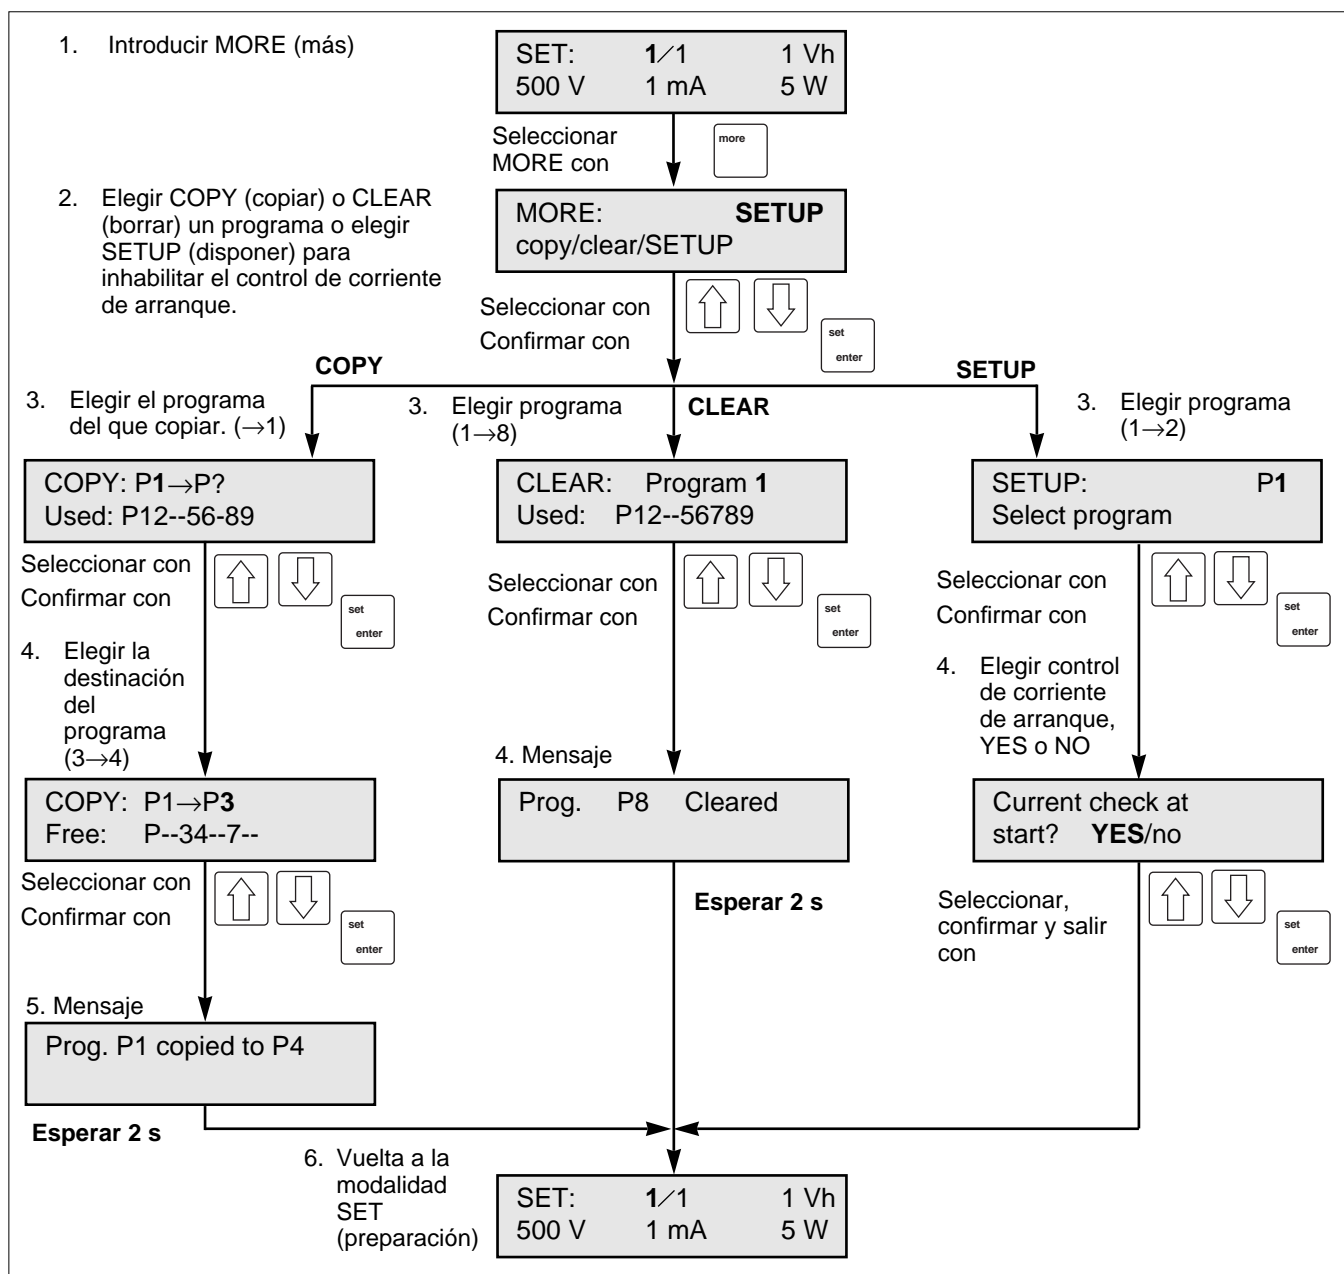 1. Introducir MORE (más)
SET: 1/1 1 Vh
500 V 1 mA 5 W
Seleccionar
MORE con
more
2. Elegir COPY (copiar) o CLEAR
(borrar) un programa o elegir
SETUP (disponer) para
inhabilitar el control de corriente
de arranque.
MORE: SETUP
copy/clear/SETUP
Seleccionar con
Confirmar con
set
enter
COPY
CLEAR
SETUP
3. Elegir el programa
del que copiar. (→1)
COPY: P1→P?
Used: P12--56-89
Seleccionar con
Confirmar con
set
enter
4. Elegir la
destinación
del
programa
(3→4)
COPY: P1→P3
Free: P--34--7--
Seleccionar con
Confirmar con
set
enter
5. Mensaje
Prog. P1 copied to P4
Esperar 2 s
3. Elegir programa
(1→8)
CLEAR: Program 1
Used: P12--56789
Seleccionar con
Confirmar con
set
enter
4. Mensaje
Prog. P8 Cleared
Esperar 2 s
3. Elegir programa
(1→2)
SETUP: P1
Select program
Seleccionar con
Confirmar con
set
enter
4. Elegir control
de corriente
de arranque,
YES o NO
Current check at
start? YES/no
Seleccionar,
confirmar y salir
con
set
enter
6. Vuelta a la
modalidad
SET
(preparación)
SET: 1/1 1 Vh
500 V 1 mA 5 W